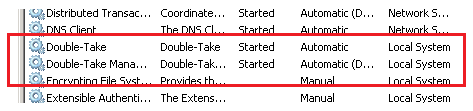 Distributed Transac... Coordinate... Started Automatic (D... Network S...
DNS Client The DNS Cl... Started Automatic Network S...
Double-Take Double-Take Started Automatic Local System
Double-Take Mana... Double-Tak... Started Automatic (D... Local System
Encrypting File Syst... Provides th... Manual Local System
Extensible Authenti... The Extens... Manual Local System